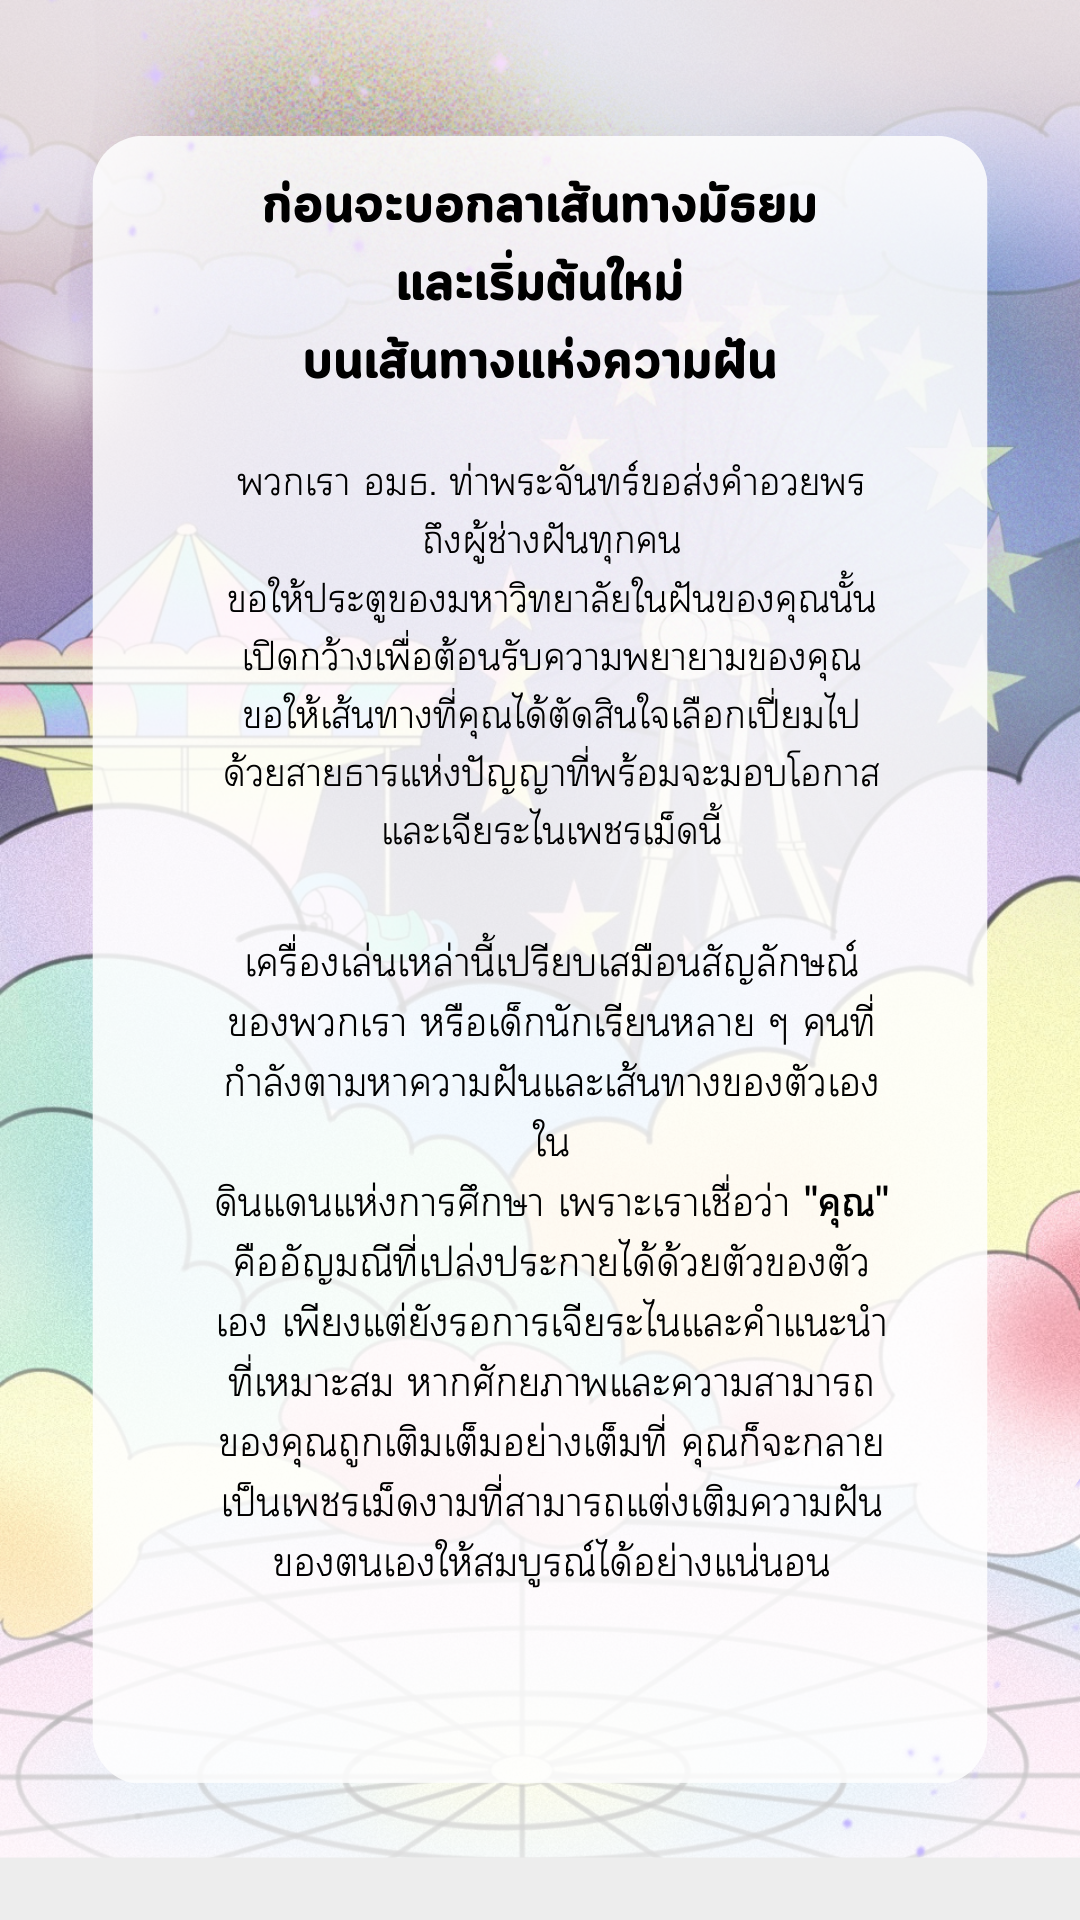 ก่อนจะบอกลาเส้นทางมัธยม
และเริ่มต้นใหม่
บนเส้นทางแห่งความฝัน
พวกเรา อมธ. ท่าพระจันทร์ขอส่งคำอวยพร
ถึงผู้ช่างฝันทุกคน
ขอให้ประตูของมหาวิทยาลัยในฝันของคุณนั้น
เปิดกว้างเพื่อต้อนรับความพยายามของคุณ
ขอให้เส้นทางที่คุณได้ตัดสินใจเลือกเปี่ยมไป
ด้วยสายธารแห่งปัญญาที่พร้อมจะมอบโอกาส
และเจียระไนเพชรเม็ดนี้
เครื่องเล่นเหล่านี้เปรียบเสมือนสัญลักษณ์
ของพวกเรา หรือเด็กนักเรียนหลาย ๆ คนที่
กำลังตามหาความฝันและเส้นทางของตัวเอง
ใน
ดินแดนแห่งการศึกษา เพราะเราเชื่อว่า "คุณ"
คืออัญมณีที่เปล่งประกายได้ด้วยตัวของตัว
เอง เพียงแต่ยังรอการเจียระไนและคำแนะนำ
ที่เหมาะสม หากศักยภาพและความสามารถ
ของคุณถูกเติมเต็มอย่างเต็มที่ คุณก็จะกลาย
เป็นเพชรเม็ดงามที่สามารถแต่งเติมความฝัน
ของตนเองให้สมบูรณ์ได้อย่างแน่นอน